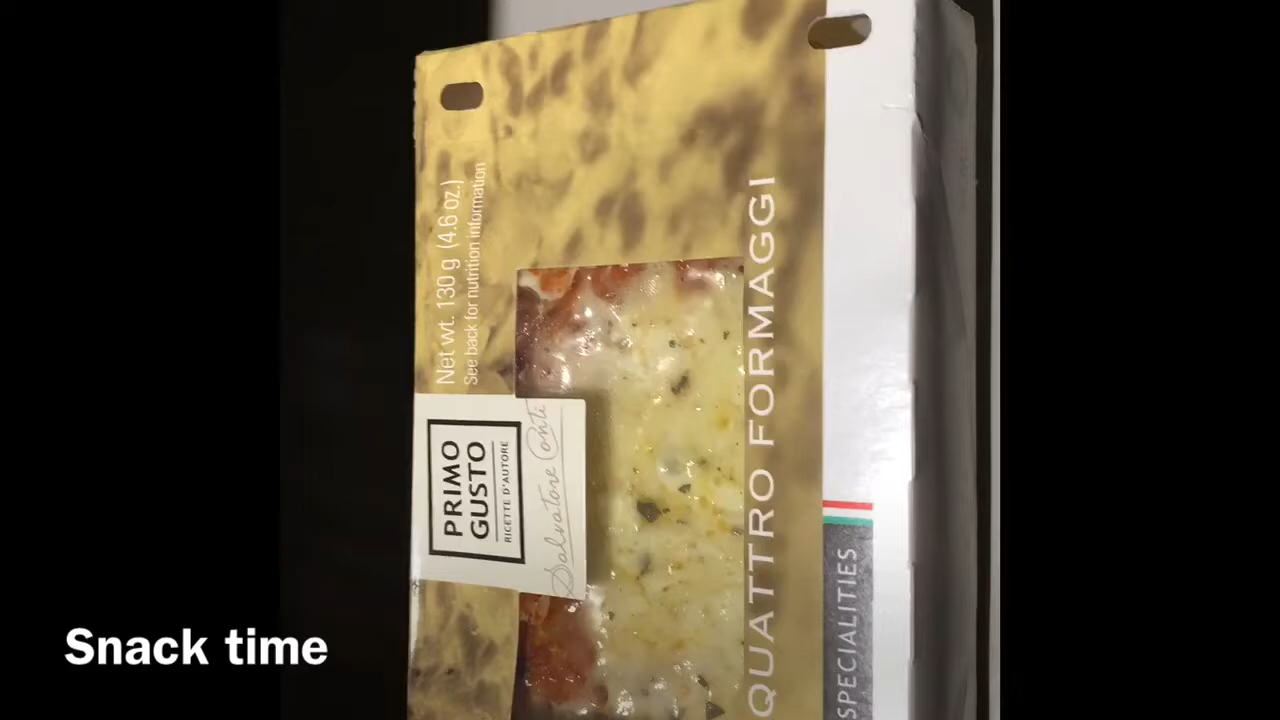 Net wt. 130 g (4.6 oz.)
See back for nutrition information
PRIMO
GUSTO
RICETTE D'AUTORE
Salvatore Conti
QUATTRO FORMAGGI
SPECIALITIES
Snack time